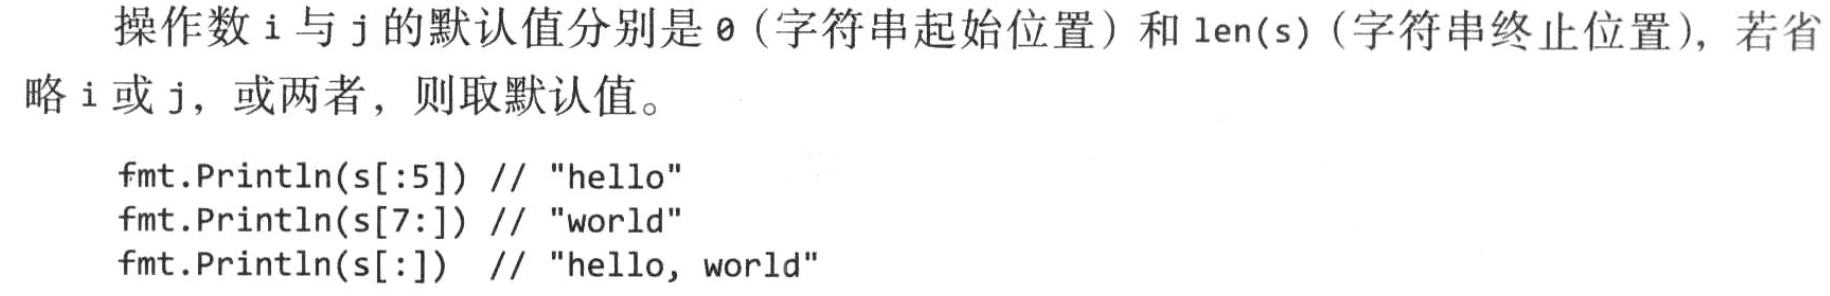 操作数 i 与 j 的默认值分别是 0（字符串起始位置）和 len(s)（字符串终止位置），若省
略 i 或 j，或两者，则取默认值。
fmt.Println(s[:5]) // "hello"
fmt.Println(s[7:]) // "world"
fmt.Println(s[:])  // "hello, world"